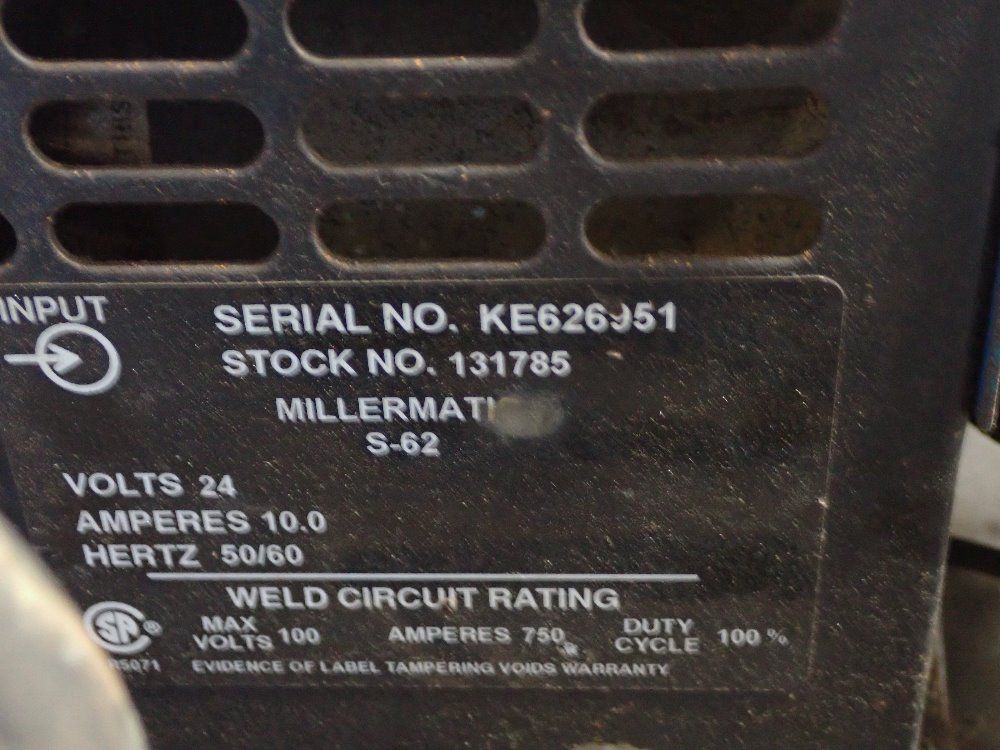 INPUT
SERIAL NO.
STOCK NO. 131785
S-62
VOLTS 24
AMPERES 10.0
HERTZ 50/60
WELD CIRCUIT RATING
MAX VOLTS 100 AMPERES 750 DUTY CYCLE 100 %
EVIDENCE OF LABEL TAMPERING VOIDS WARRANTY